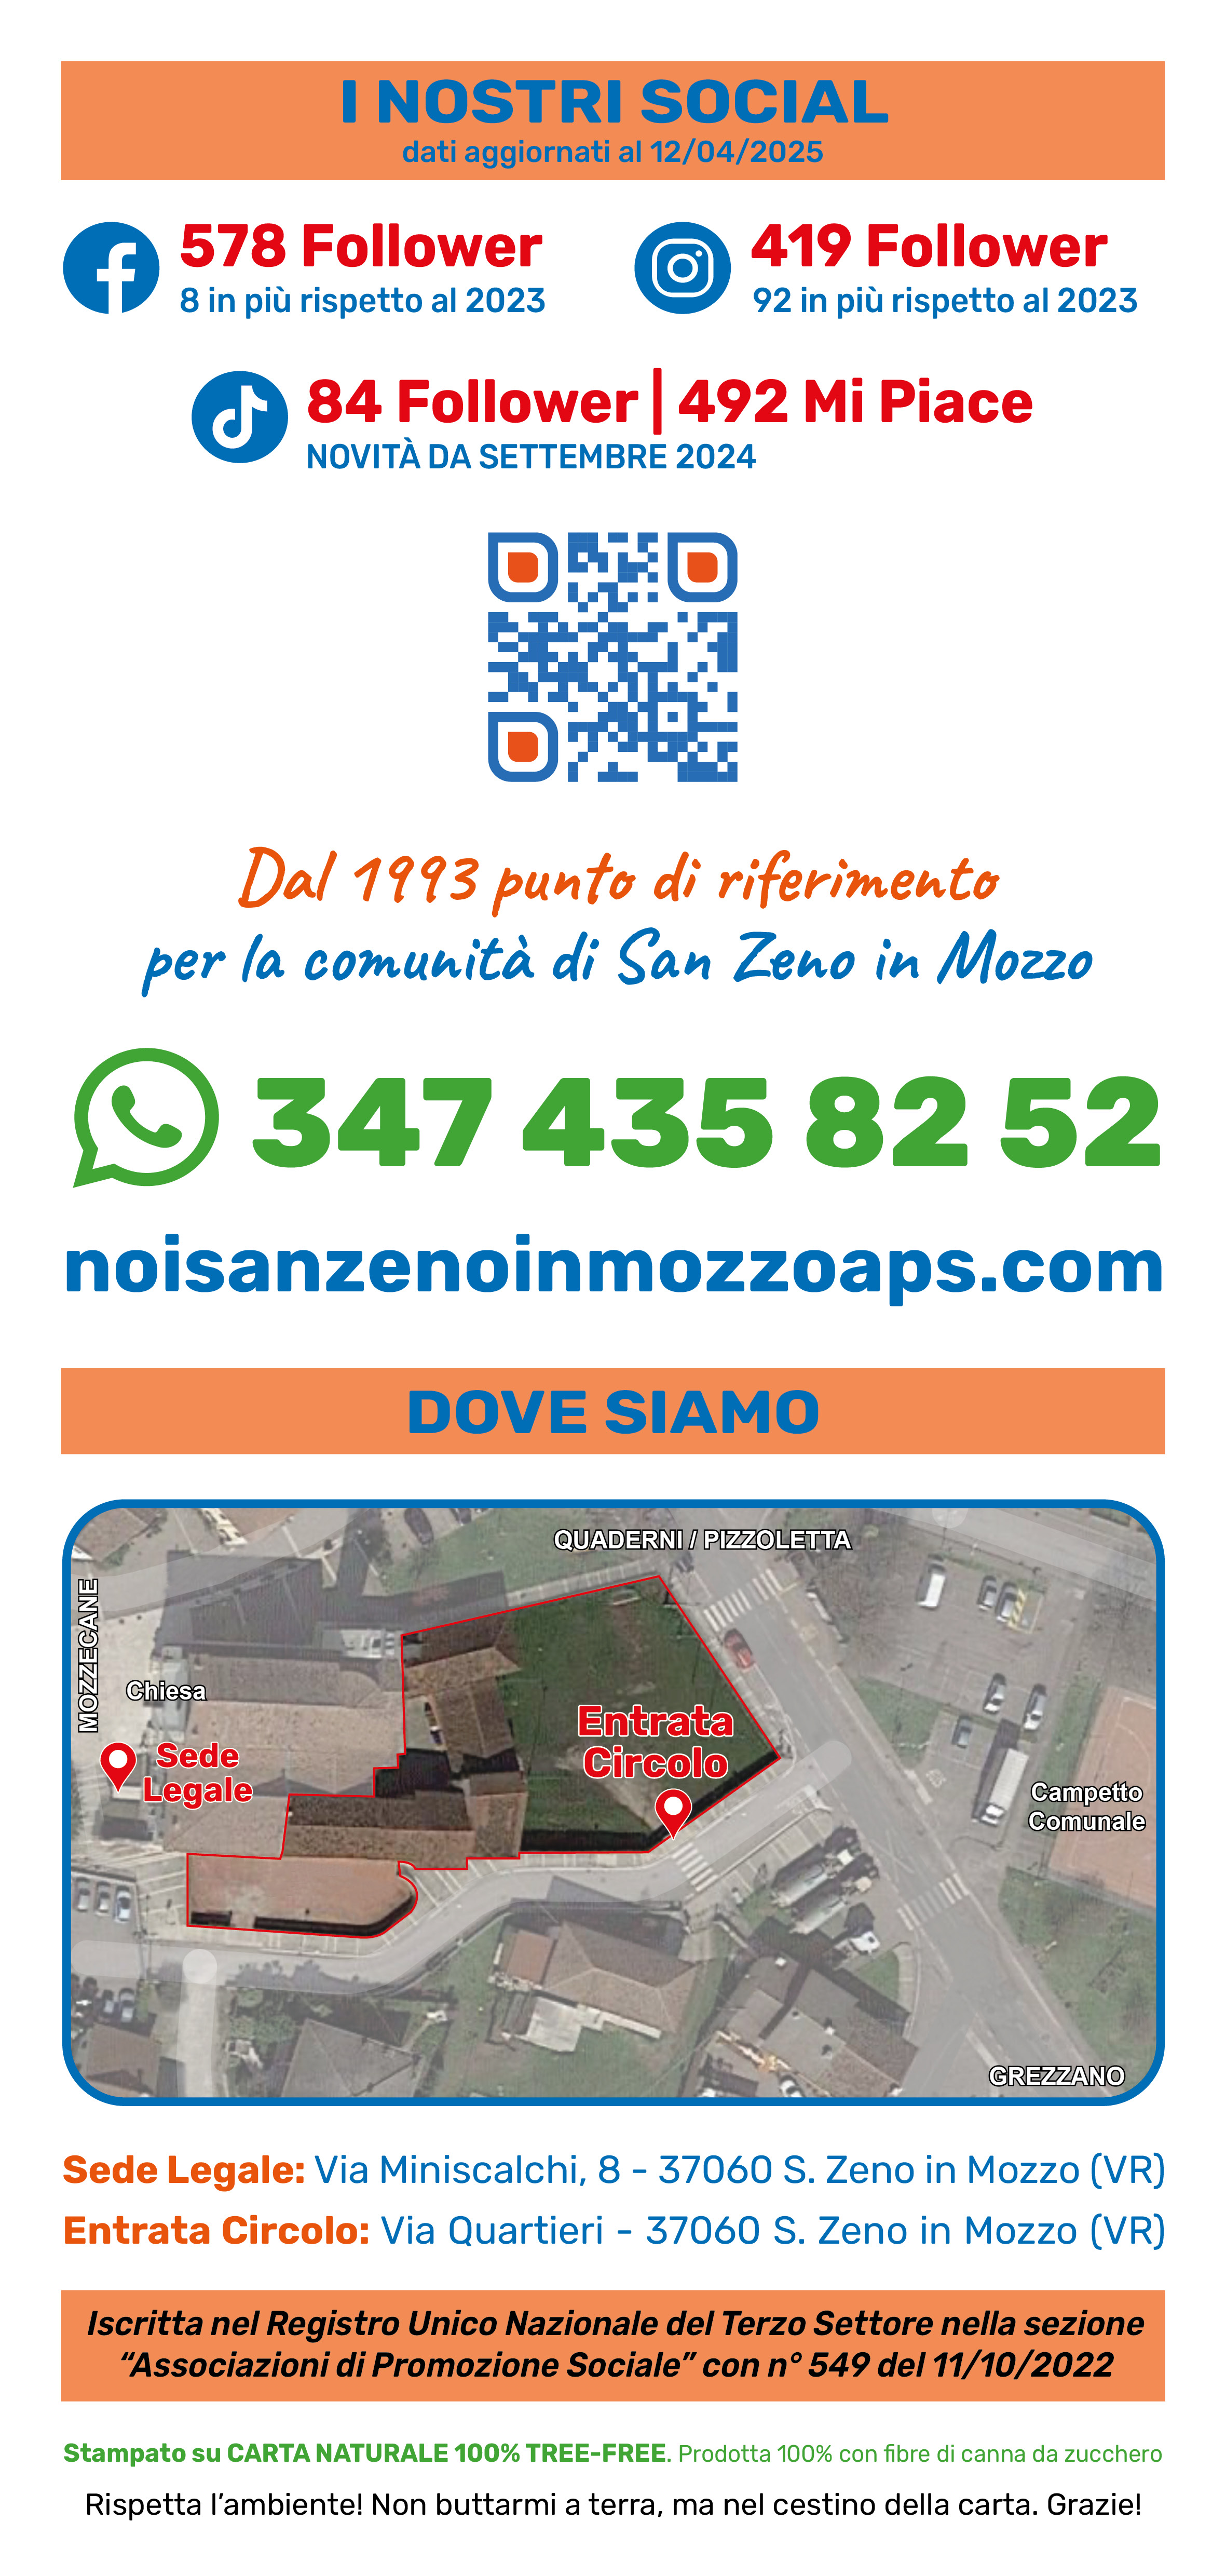 I NOSTRI SOCIAL
dati aggiornati al 12/04/2025
578 Follower
8 in più rispetto al 2023
419 Follower
92 in più rispetto al 2023
84 Follower | 492 Mi Piace
NOVITÀ DA SETTEMBRE 2024
Dal 1993 punto di riferimento
per la comunità di San Zeno in Mozzo
347 435 82 52
noisanzenoinmozzoaps.com
DOVE SIAMO
QUADERNI / PIZZOLETTA
MOZZECANE
Chiesa
Sede
Legale
Entrata
Circolo
Campetto
Comunale
GREZZANO
Sede Legale: Via Miniscalchi, 8 - 37060 S. Zeno in Mozzo (VR)
Entrata Circolo: Via Quartieri - 37060 S. Zeno in Mozzo (VR)
Iscritta nel Registro Unico Nazionale del Terzo Settore nella sezione
“Associazioni di Promozione Sociale” con n° 549 del 11/10/2022
Stampato su CARTA NATURALE 100% TREE-FREE. Prodotta 100% con fibre di canna da zucchero
Rispetta l’ambiente! Non buttarmi a terra, ma nel cestino della carta. Grazie!